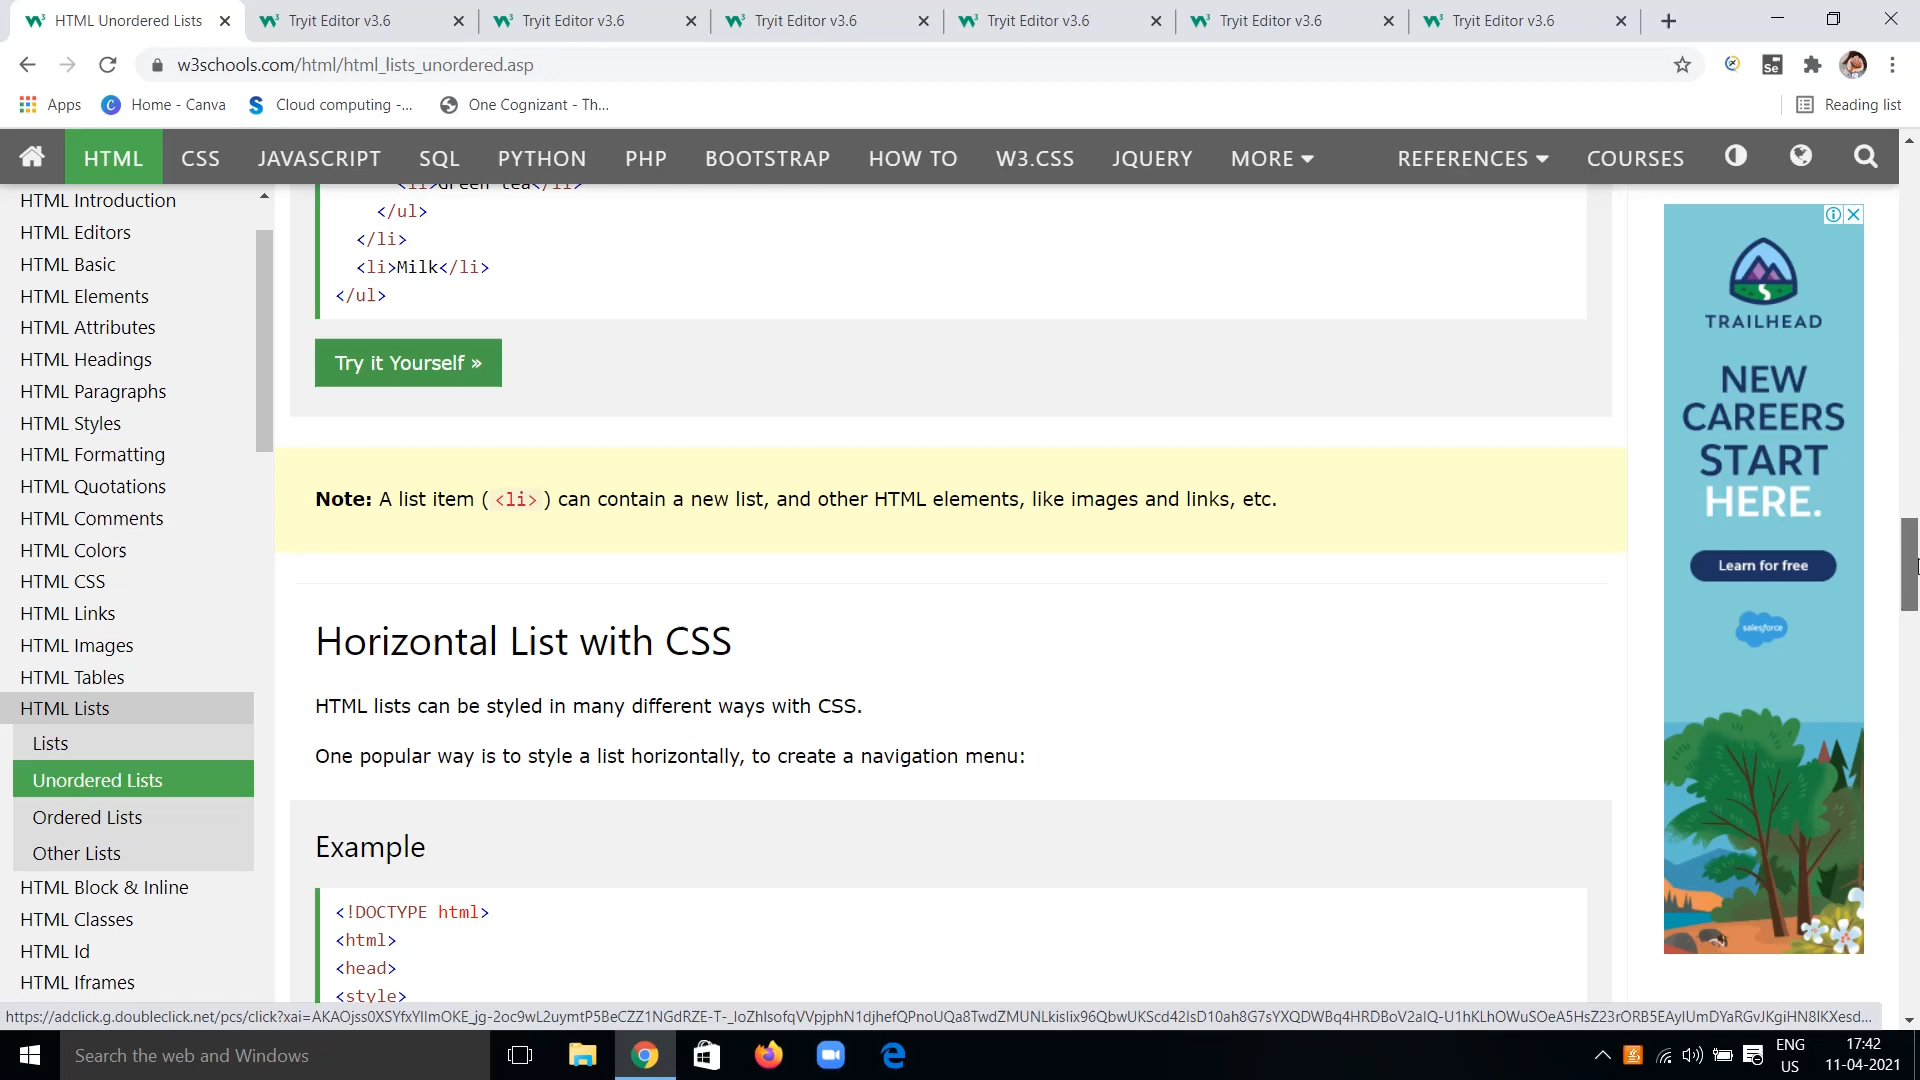 HTML Unordered Lists
Tryit Editor v3.6
Tryit Editor v3.6
Tryit Editor v3.6
Tryit Editor v3.6
Tryit Editor v3.6
Tryit Editor v3.6
w3schools.com/html/html_lists_unordered.asp
Se
Apps
Home - Canva
Cloud computing -...
One Cognizant - Th...
Reading list
HTML
CSS
JAVASCRIPT
SQL
PYTHON
PHP
BOOTSTRAP
HOW TO
W3.CSS
JQUERY
MORE
REFERENCES
COURSES
HTML Introduction
HTML Editors
HTML Basic
HTML Elements
HTML Attributes
HTML Headings
HTML Paragraphs
HTML Styles
HTML Formatting
HTML Quotations
HTML Comments
HTML Colors
HTML CSS
HTML Links
HTML Images
HTML Tables
HTML Lists
Lists
Unordered Lists
Ordered Lists
Other Lists
HTML Block & Inline
HTML Classes
HTML Id
HTML Iframes
<li>Green tea</li>
</ul>
</li>
<li>Milk</li>
</ul>
Try it Yourself »
Note: A list item (<li>) can contain a new list, and other HTML elements, like images and links, etc.
Horizontal List with CSS
HTML lists can be styled in many different ways with CSS.
One popular way is to style a list horizontally, to create a navigation menu:
Example
<!DOCTYPE html>
<html>
<head>
<style>
TRAILHEAD
NEW
CAREERS
START
HERE.
Learn for free
salesforce
Search the web and Windows
ENG
US
17:42
11-04-2021